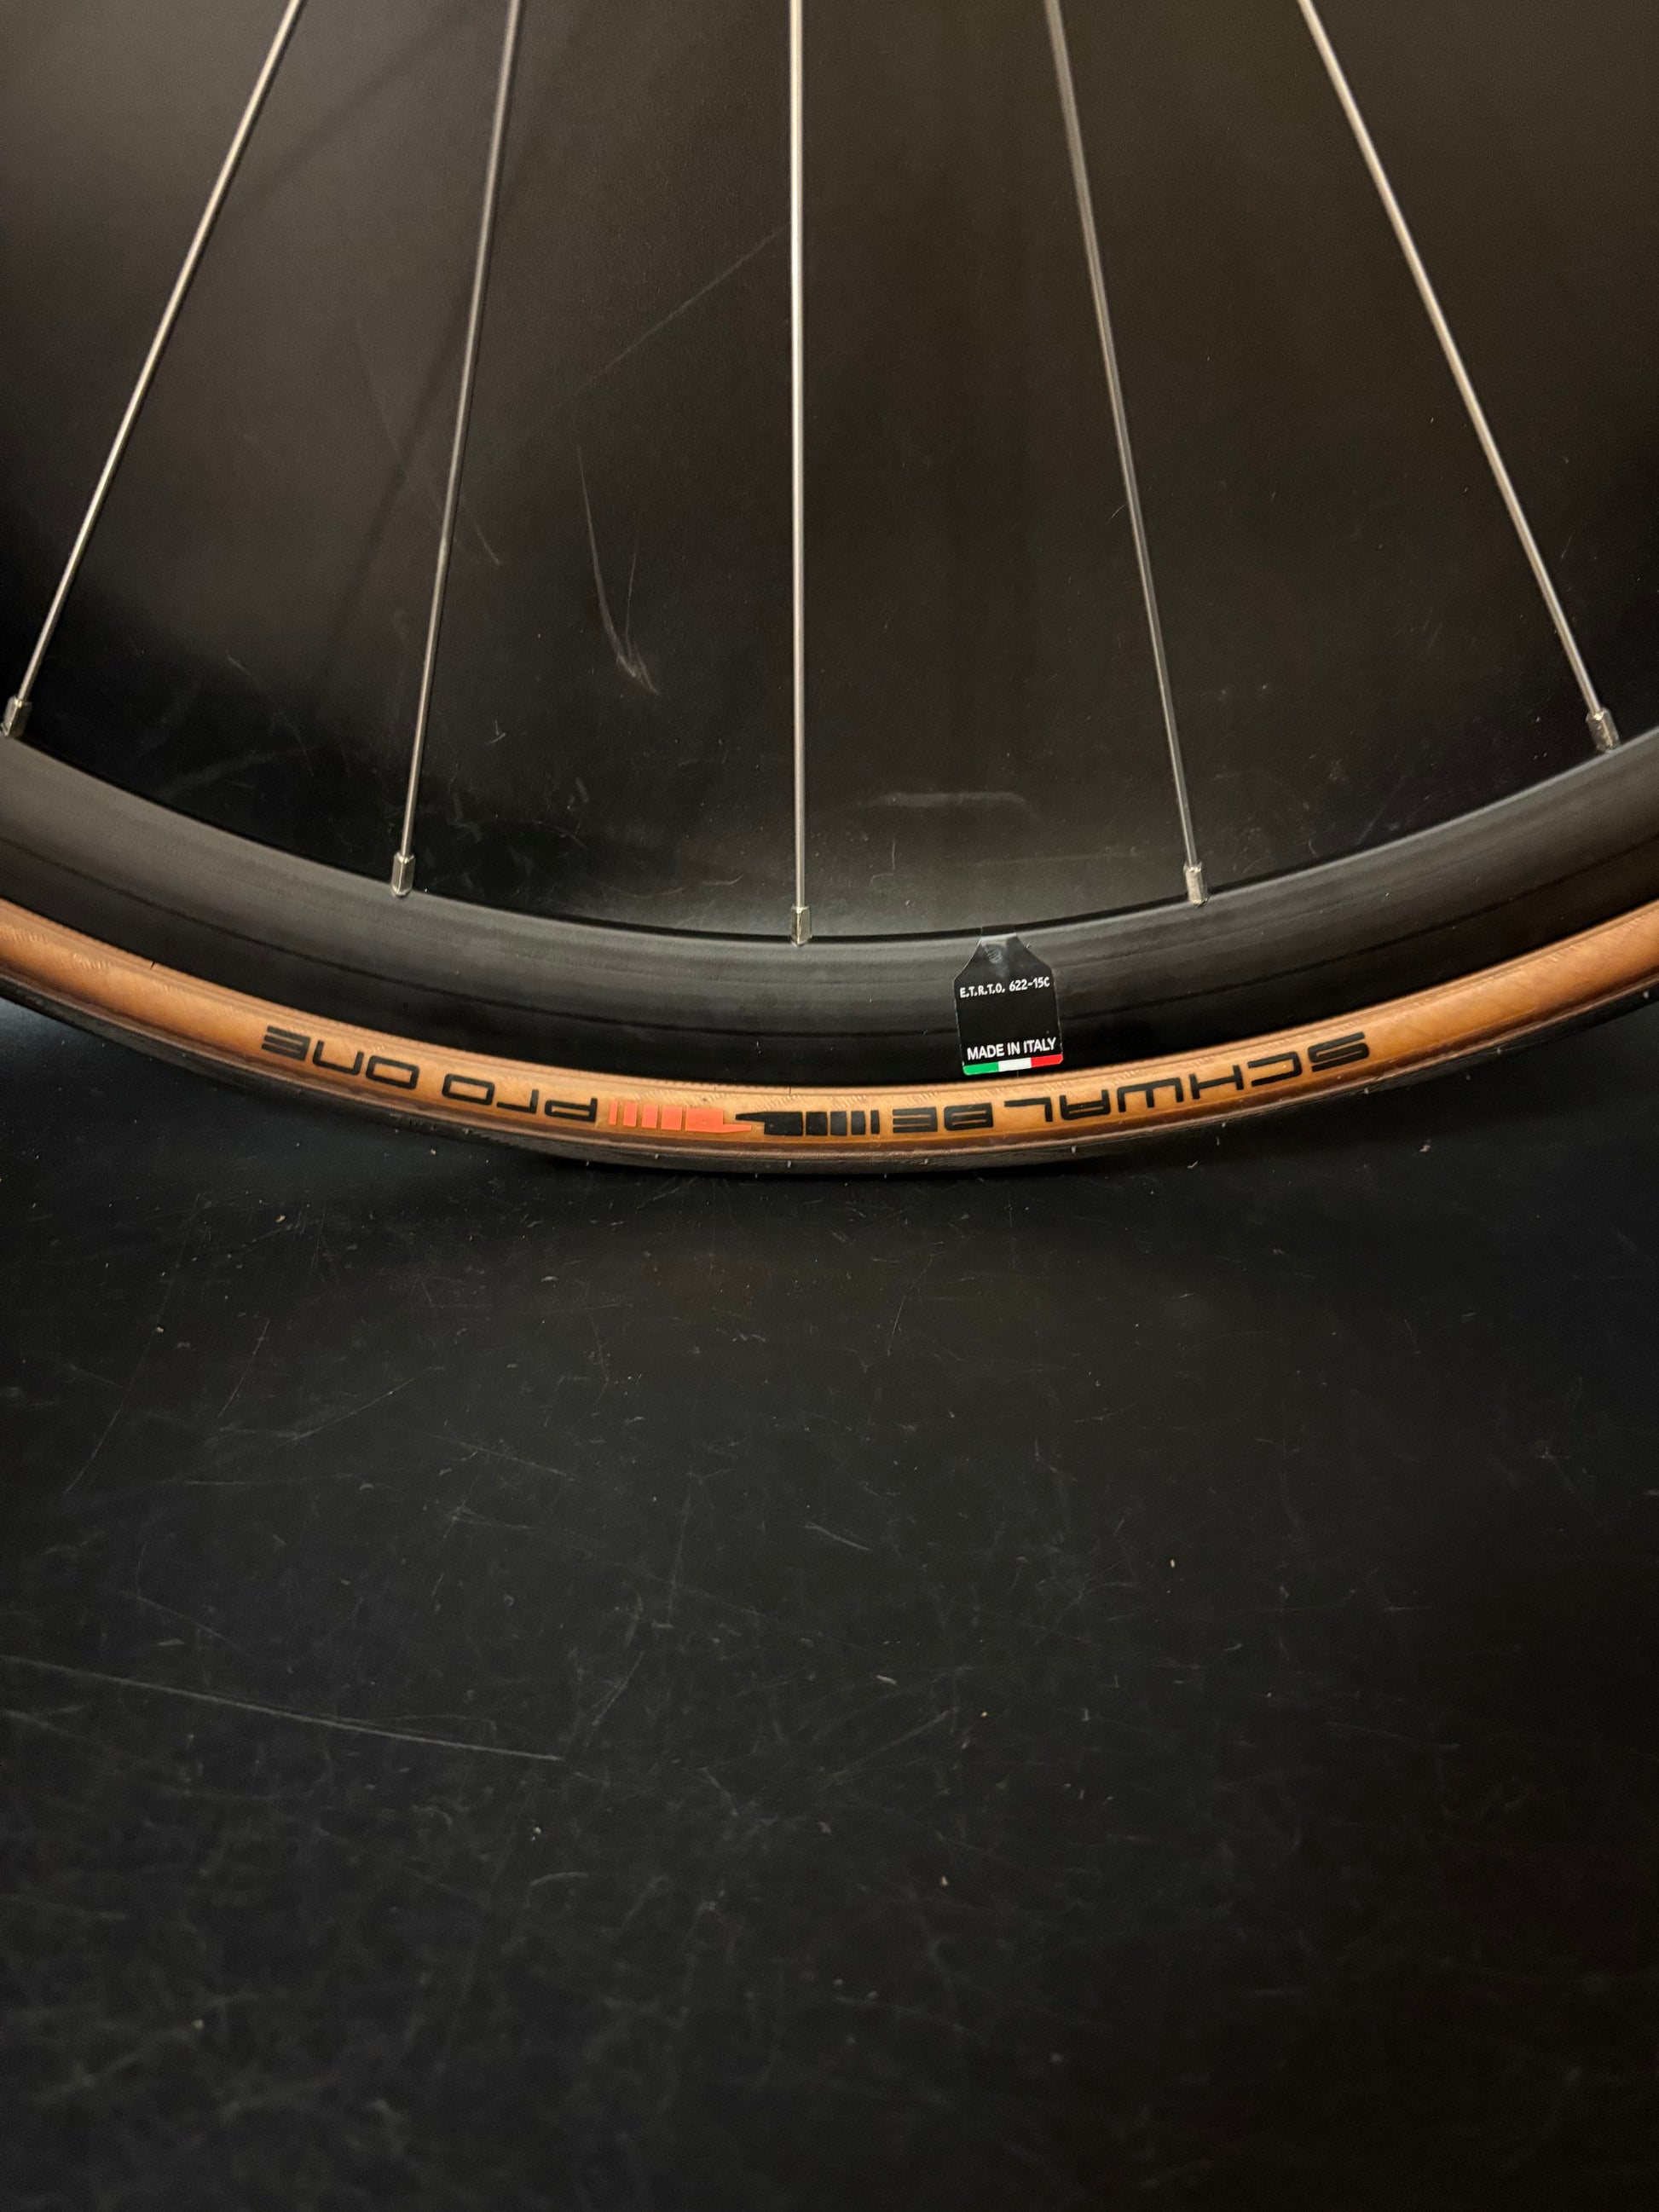 E.T.R.T.O. 622-15C
MADE IN ITALY
SCHWALBE PRO ONE